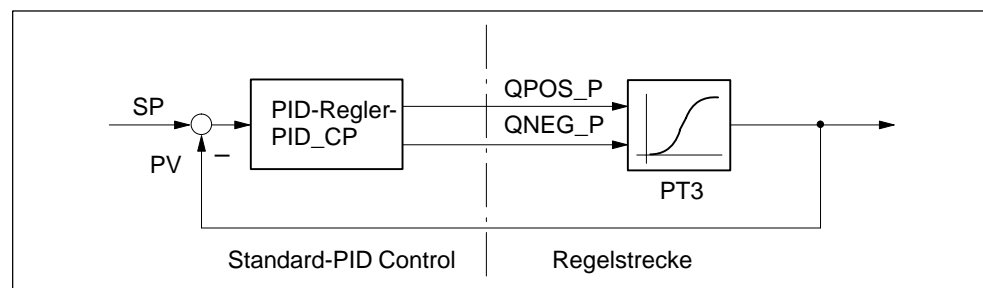 SP
PV
–
PID-Regler-
PID_CP
QPOS_P
QNEG_P
PT3
Standard-PID Control
Regelstrecke